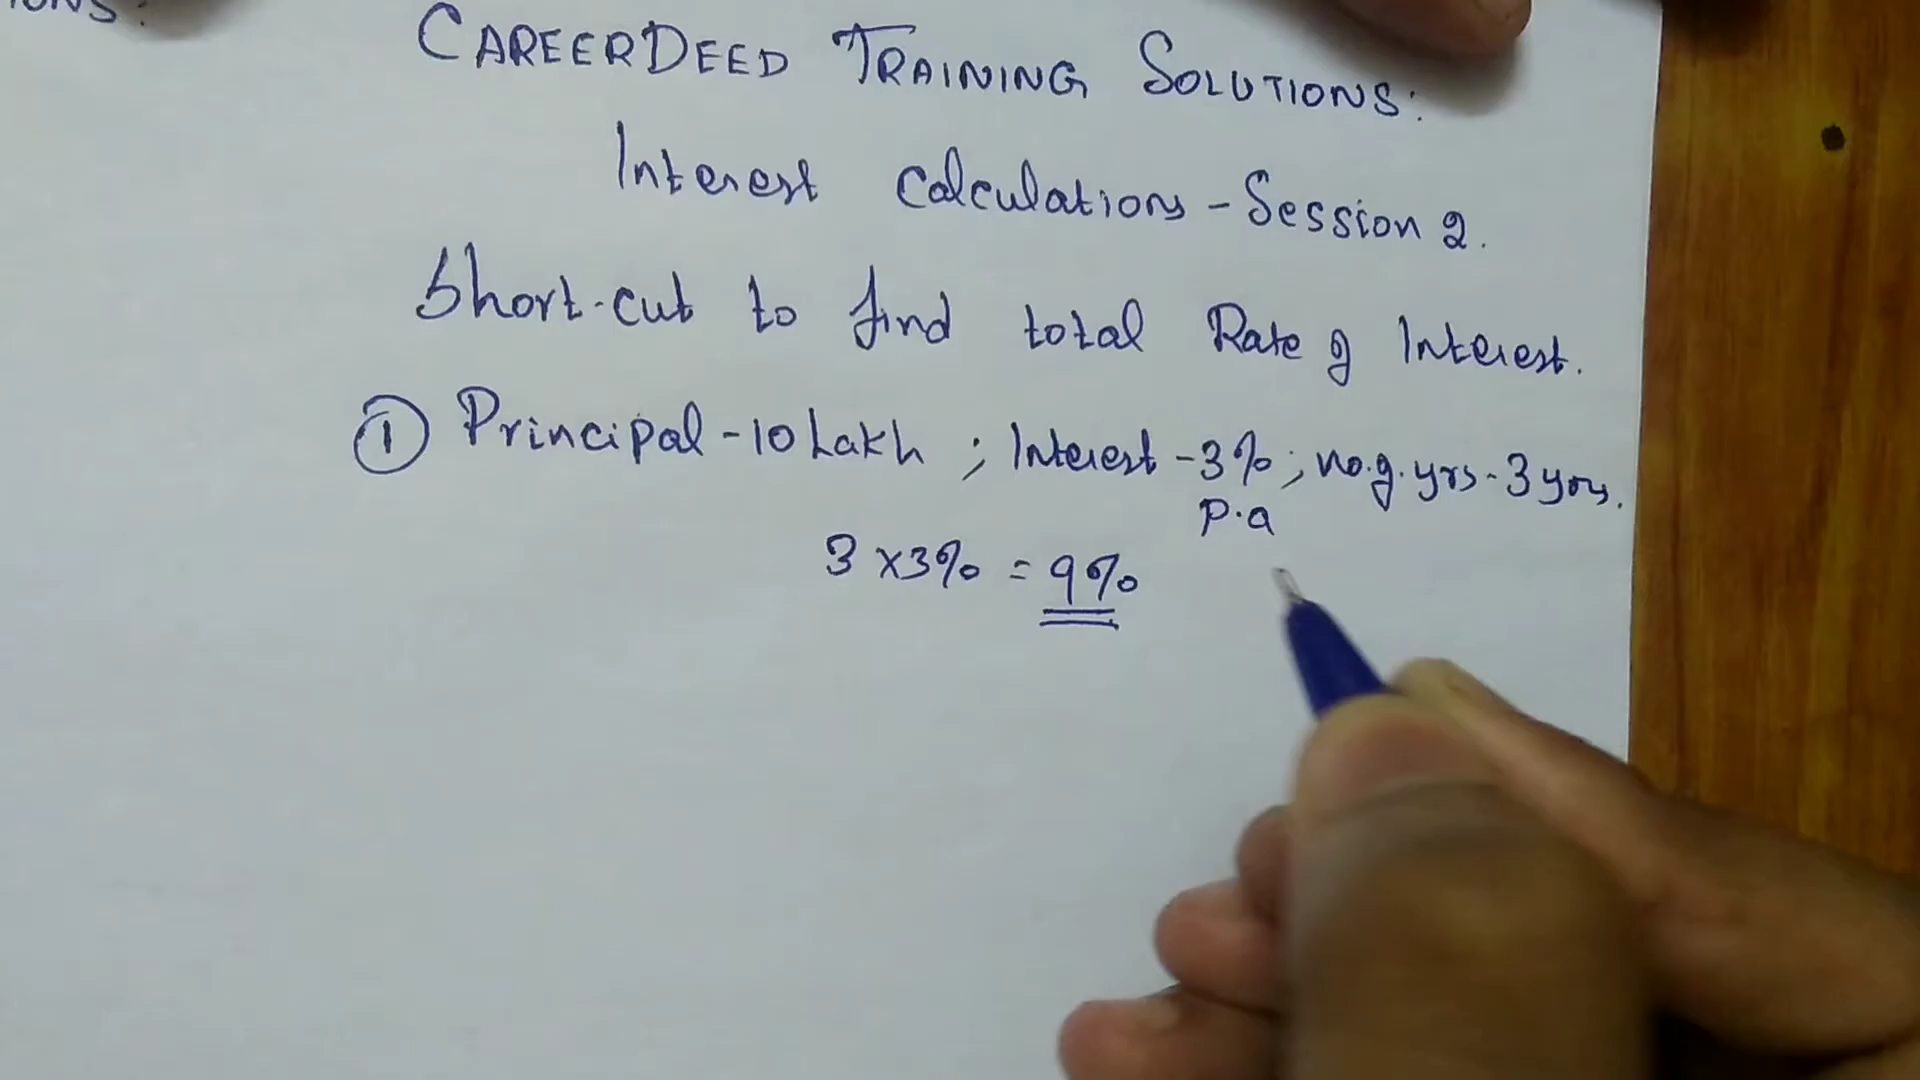 CAREERDEED TRAINING SOLUTIONS:
Interest Calculations - Session 2.
Short-cut to find total Rate of Interest.
① Principal - 10 Lakh ; Interest - 3% ; no.of.yrs - 3 yrs.
p.a
3 x 3% = 9%